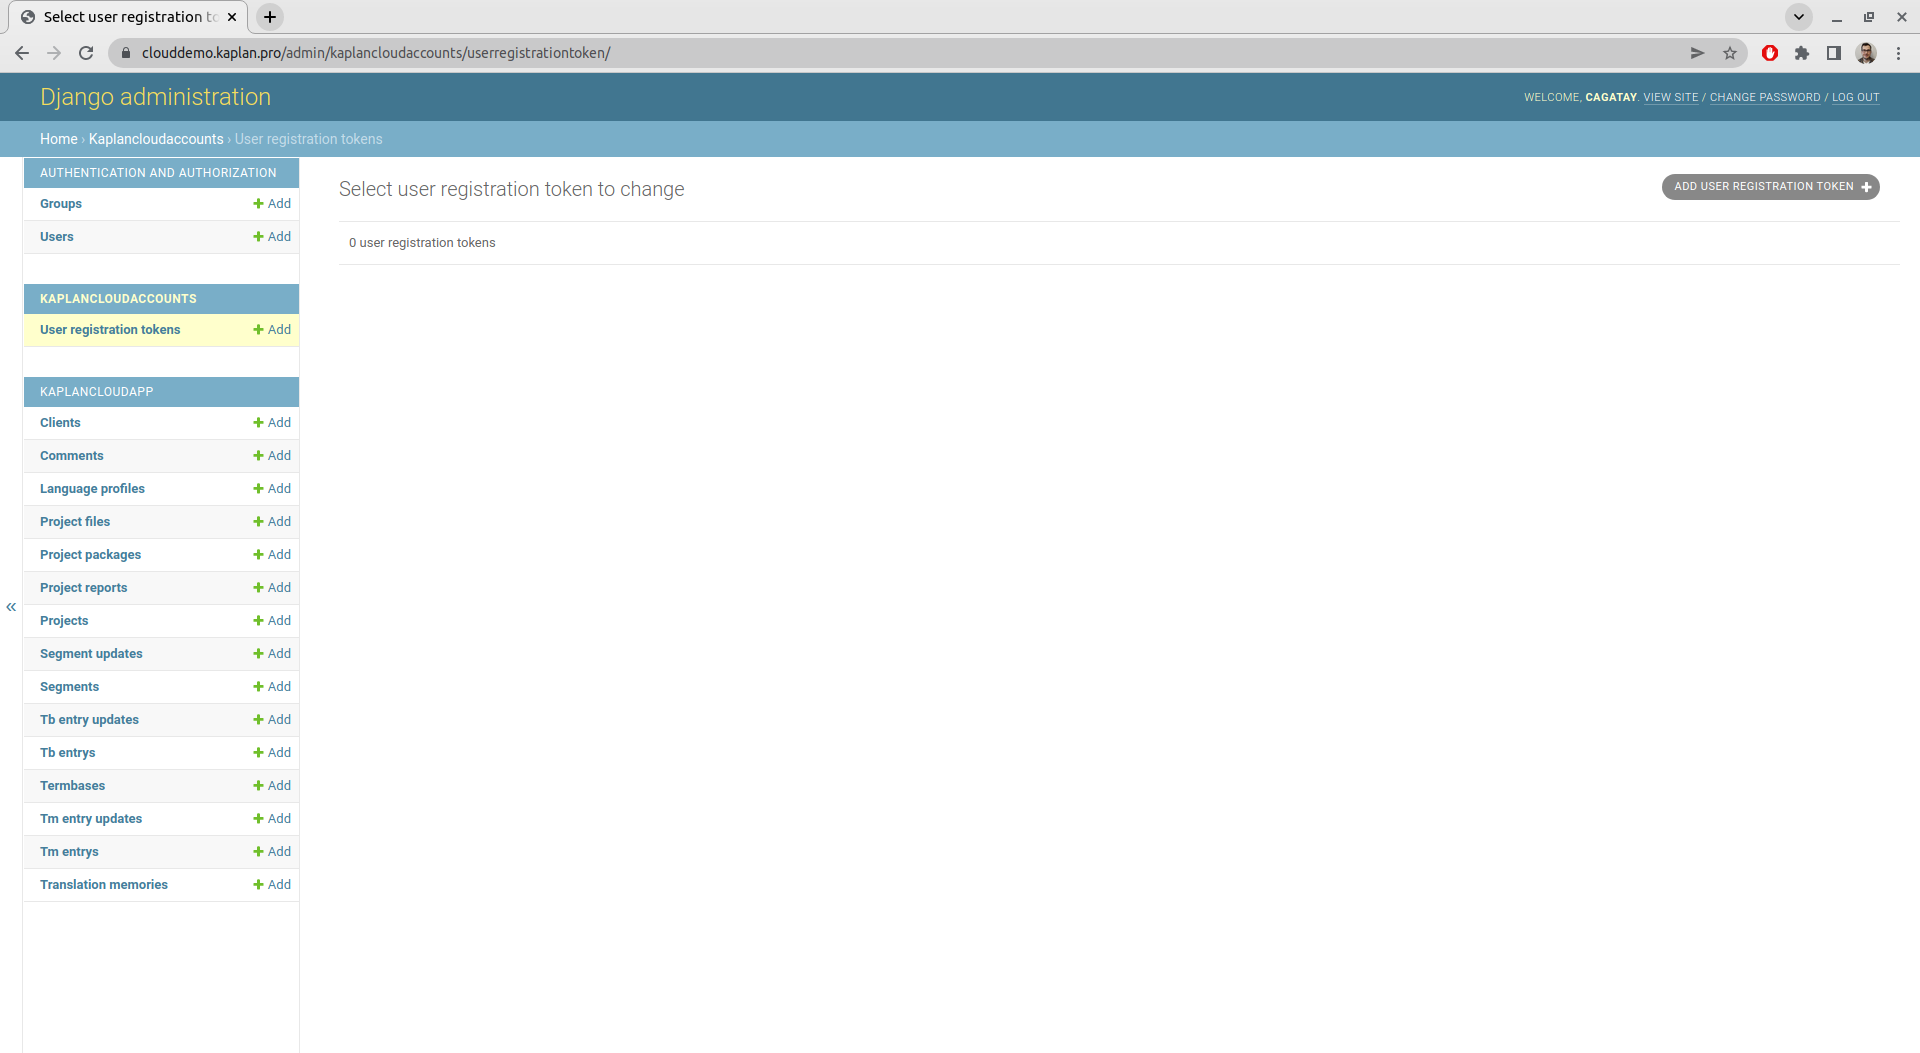 Select user registration to
clouddemo.kaplan.pro/admin/kaplancloudaccounts/userregistrationtoken/
Django administration
WELCOME, CAGATAY. VIEW SITE / CHANGE PASSWORD / LOG OUT
Home › Kaplancloudaccounts › User registration tokens
AUTHENTICATION AND AUTHORIZATION
Groups + Add
Users + Add
KAPLANCLOUDACCOUNTS
User registration tokens + Add
KAPLANCLOUDAPP
Clients + Add
Comments + Add
Language profiles + Add
Project files + Add
Project packages + Add
Project reports + Add
Projects + Add
Segment updates + Add
Segments + Add
Tb entry updates + Add
Tb entrys + Add
Termbases + Add
Tm entry updates + Add
Tm entrys + Add
Translation memories + Add
«
Select user registration token to change
ADD USER REGISTRATION TOKEN +
0 user registration tokens